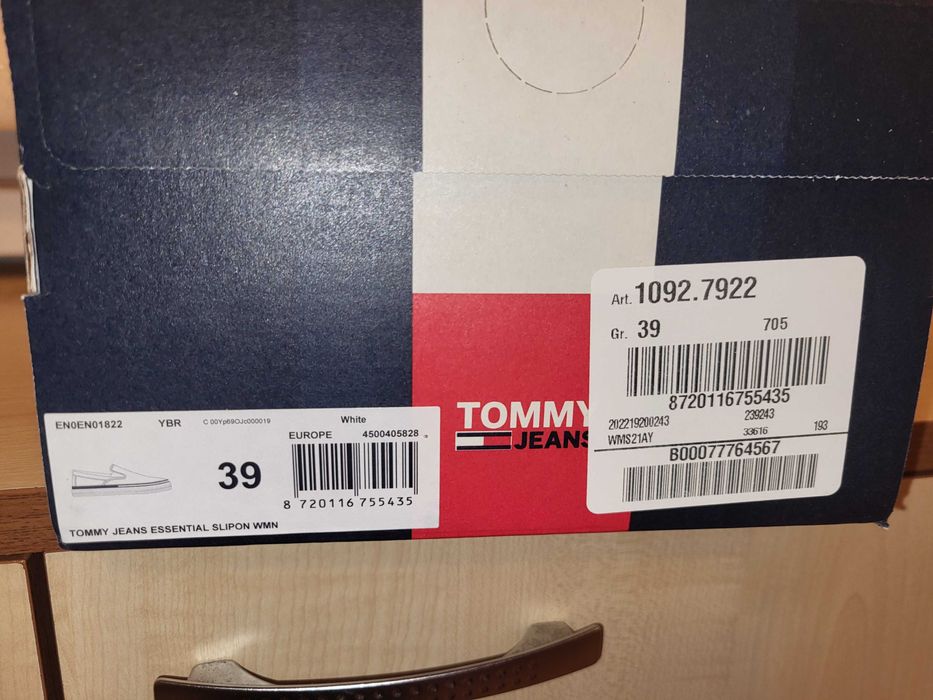 EN0EN01822 YBR C 00Yp69OJc000019 White
EUROPE 4500405828
39
8 720116 755435
TOMMY JEANS ESSENTIAL SLIPON WMN
TOMMY
JEANS
Art. 1092.7922
Gr. 39 705
8720116755435
202219200243 239243
WMS21AY 33616 193
B00077764567